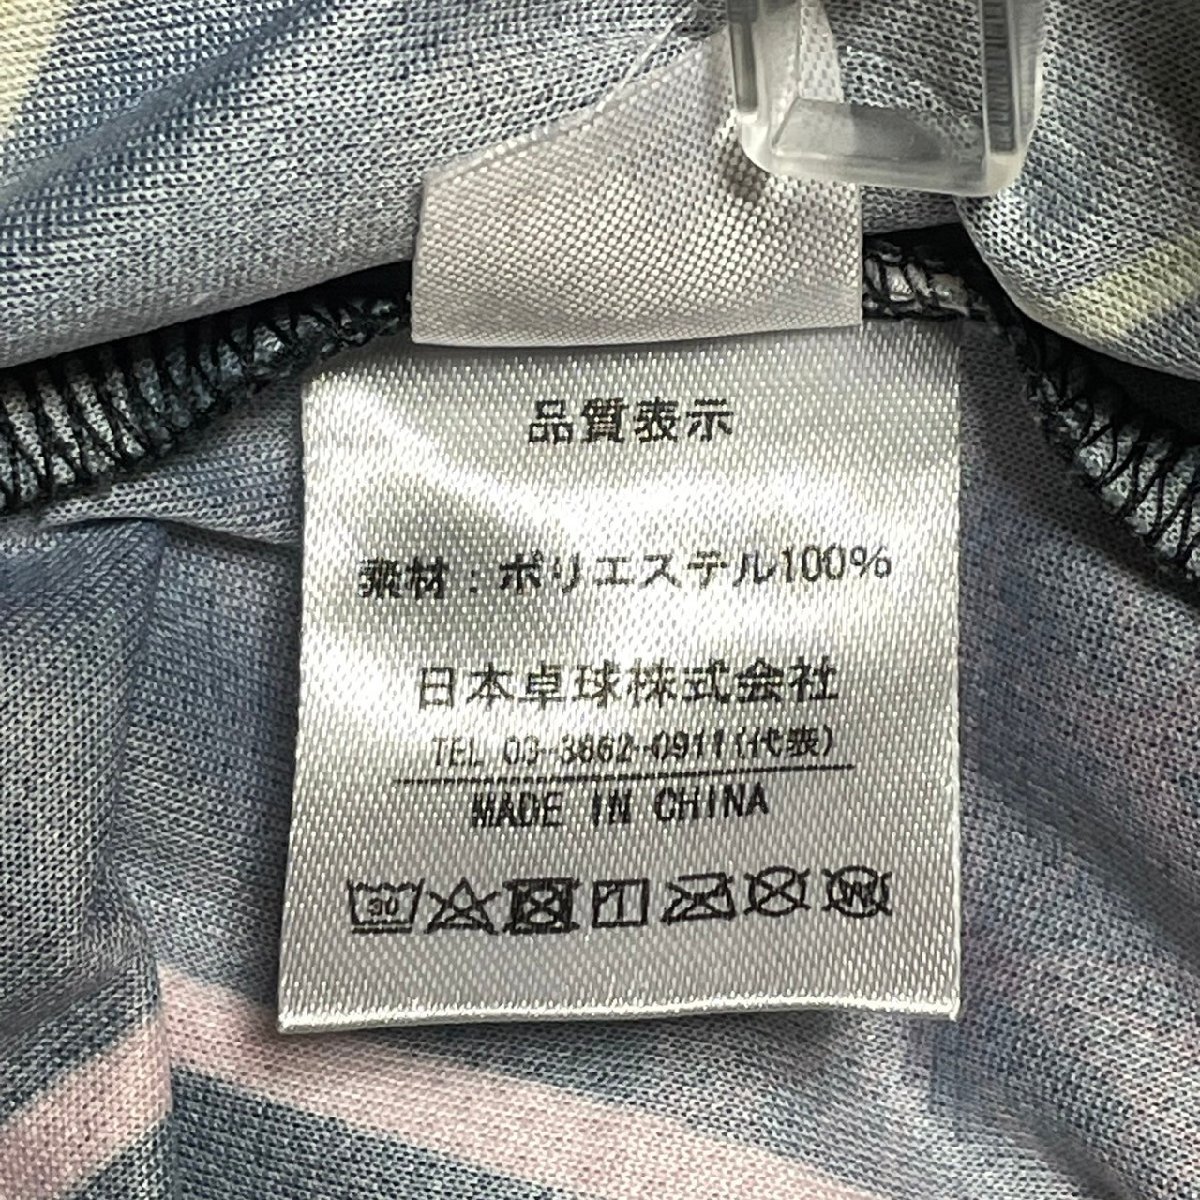 品質表示
素材:ポリエステル100%
日本卓球株式会社
TEL 03-3862-0911(代表)
MADE IN CHINA
30